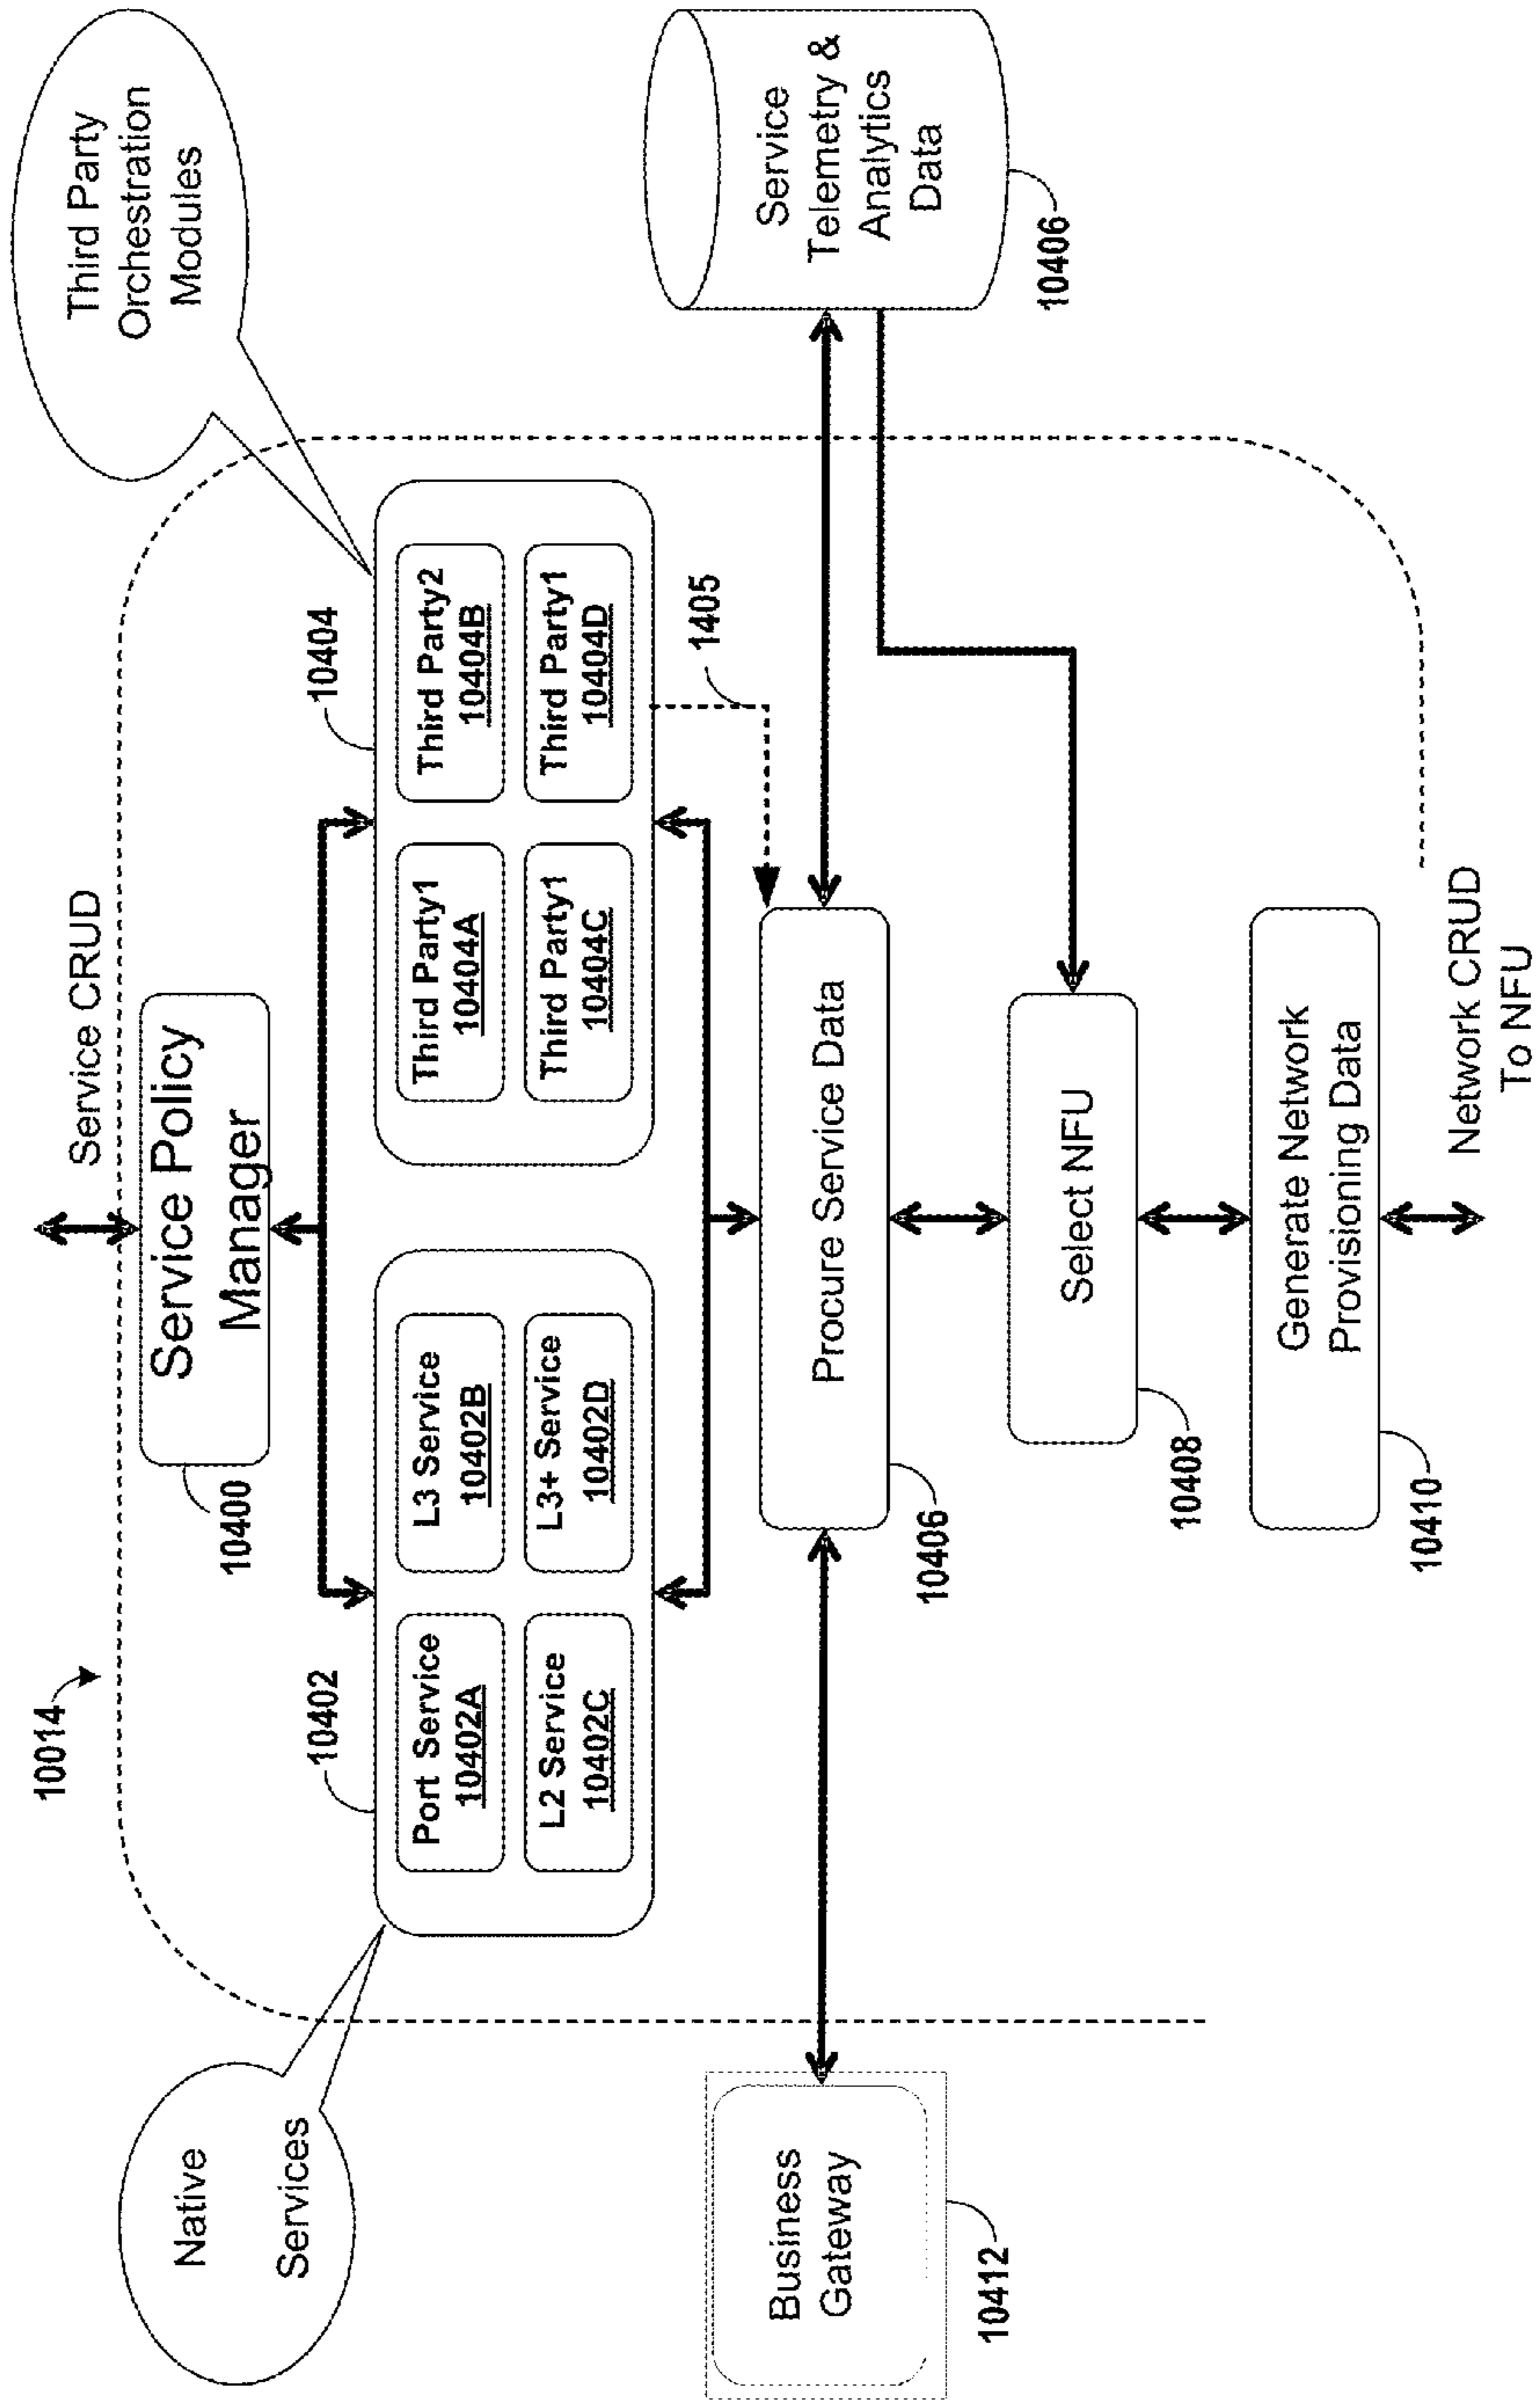 Service CRUD
10014
Service Policy
Manager
10400
Native
Services
Third Party
Orchestration
Modules
10402
Port Service
10402A
L3 Service
10402B
L2 Service
10402C
L3+ Service
10402D
10404
Third Party1
10404A
Third Party2
10404B
Third Party1
10404C
Third Party1
10404D
1405
Business
Gateway
10412
Procure Service Data
10406
Service
Telemetry &
Analytics
Data
10406
Select NFU
10408
Generate Network
Provisioning Data
10410
Network CRUD
To NFU